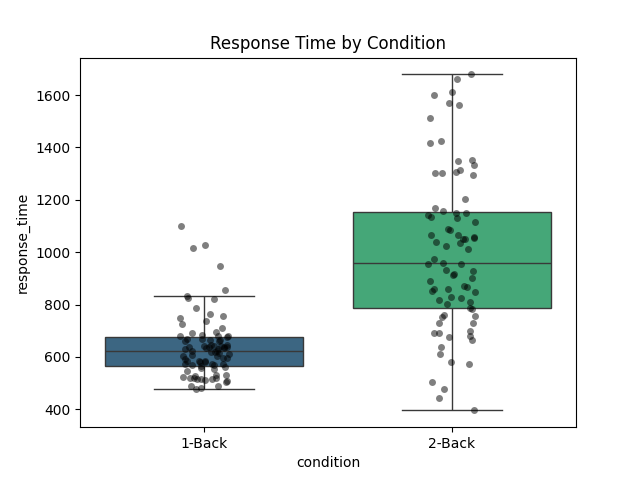 Response Time by Condition
response_time
1600
1400
1200
1000
800
600
400
1-Back
2-Back
condition